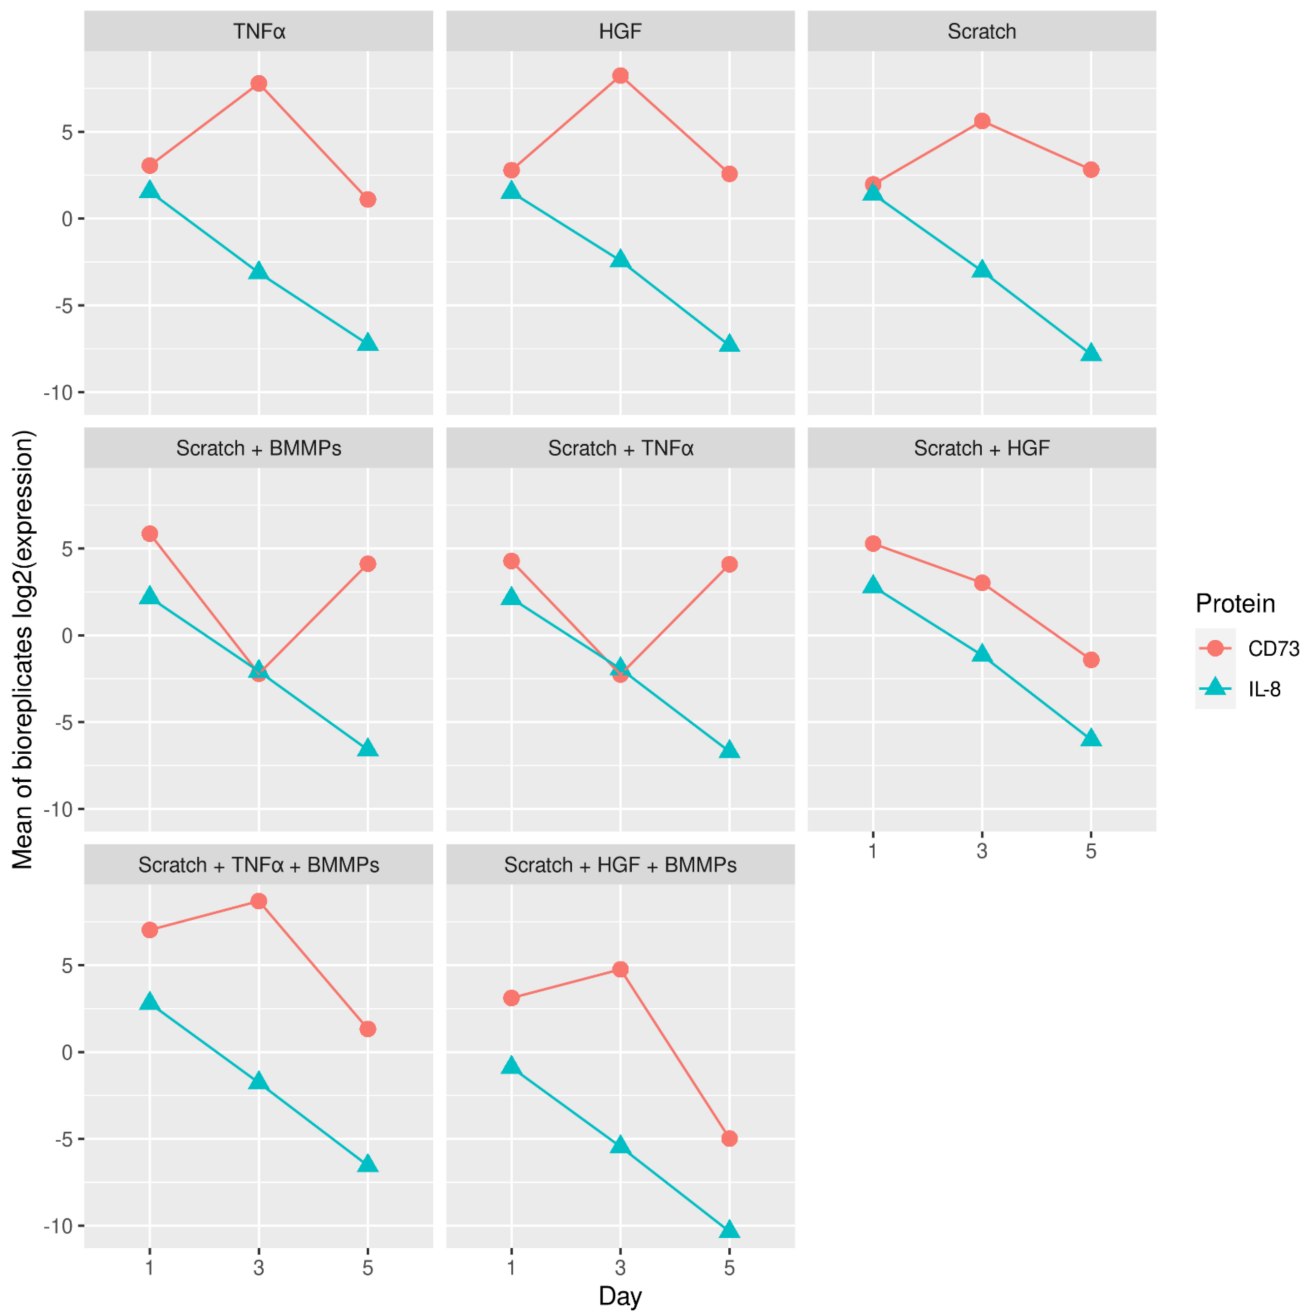 TNFα
HGF
Scratch
5
0
-5
-10
Scratch + BMMPs
Scratch + TNFα
Scratch + HGF
5
0
-5
-10
1
3
5
Scratch + TNFα + BMMPs
Scratch + HGF + BMMPs
5
0
-5
-10
1
3
5
1
3
5
Day
Mean of bioreplicates log2(expression)
Protein
CD73
IL-8